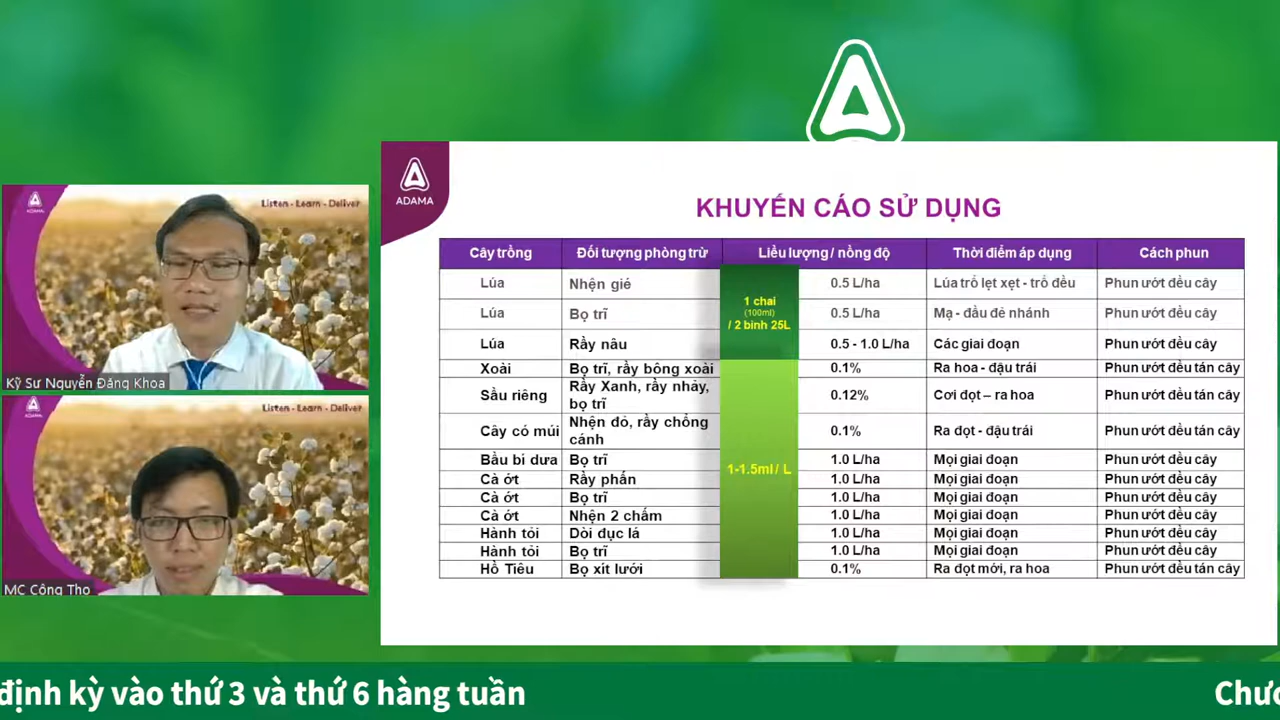 ADAMA
Listen - Learn - Deliver
Kỹ Sư Nguyễn Đăng Khoa
ADAMA
Listen - Learn - Deliver
MC Công Thọ
ADAMA
KHUYẾN CÁO SỬ DỤNG
Cây trồng Đối tượng phòng trừ Liều lượng / nồng độ Thời điểm áp dụng Cách phun
Lúa Nhện gié 0.5 L/ha Lúa trổ lẹt xẹt - trổ đều Phun ướt đều cây
Lúa Bọ trĩ 0.5 L/ha Mạ - đầu đẻ nhánh Phun ướt đều cây
1 chai
(100ml)
/ 2 bình 25L
Lúa Rầy nâu 0.5 - 1.0 L/ha Các giai đoạn Phun ướt đều cây
Xoài Bọ trĩ, rầy bông xoài 0.1% Ra hoa - đậu trái Phun ướt đều tán cây
Sầu riêng Rầy Xanh, rầy nhảy, 0.12% Cơi đọt – ra hoa Phun ướt đều tán cây
bọ trĩ
Cây có múi Nhện đỏ, rầy chổng 0.1% Ra đọt - đậu trái Phun ướt đều tán cây
cánh
Bầu bí dưa Bọ trĩ 1.0 L/ha Mọi giai đoạn Phun ướt đều cây
1-1.5ml / L
Cà ớt Rầy phấn 1.0 L/ha Mọi giai đoạn Phun ướt đều cây
Cà ớt Bọ trĩ 1.0 L/ha Mọi giai đoạn Phun ướt đều cây
Cà ớt Nhện 2 chấm 1.0 L/ha Mọi giai đoạn Phun ướt đều cây
Hành tỏi Dòi đục lá 1.0 L/ha Mọi giai đoạn Phun ướt đều cây
Hành tỏi Bọ trĩ 1.0 L/ha Mọi giai đoạn Phun ướt đều cây
Hồ Tiêu Bọ xít lưới 0.1% Ra đọt mới, ra hoa Phun ướt đều tán cây
định kỳ vào thứ 3 và thứ 6 hàng tuần